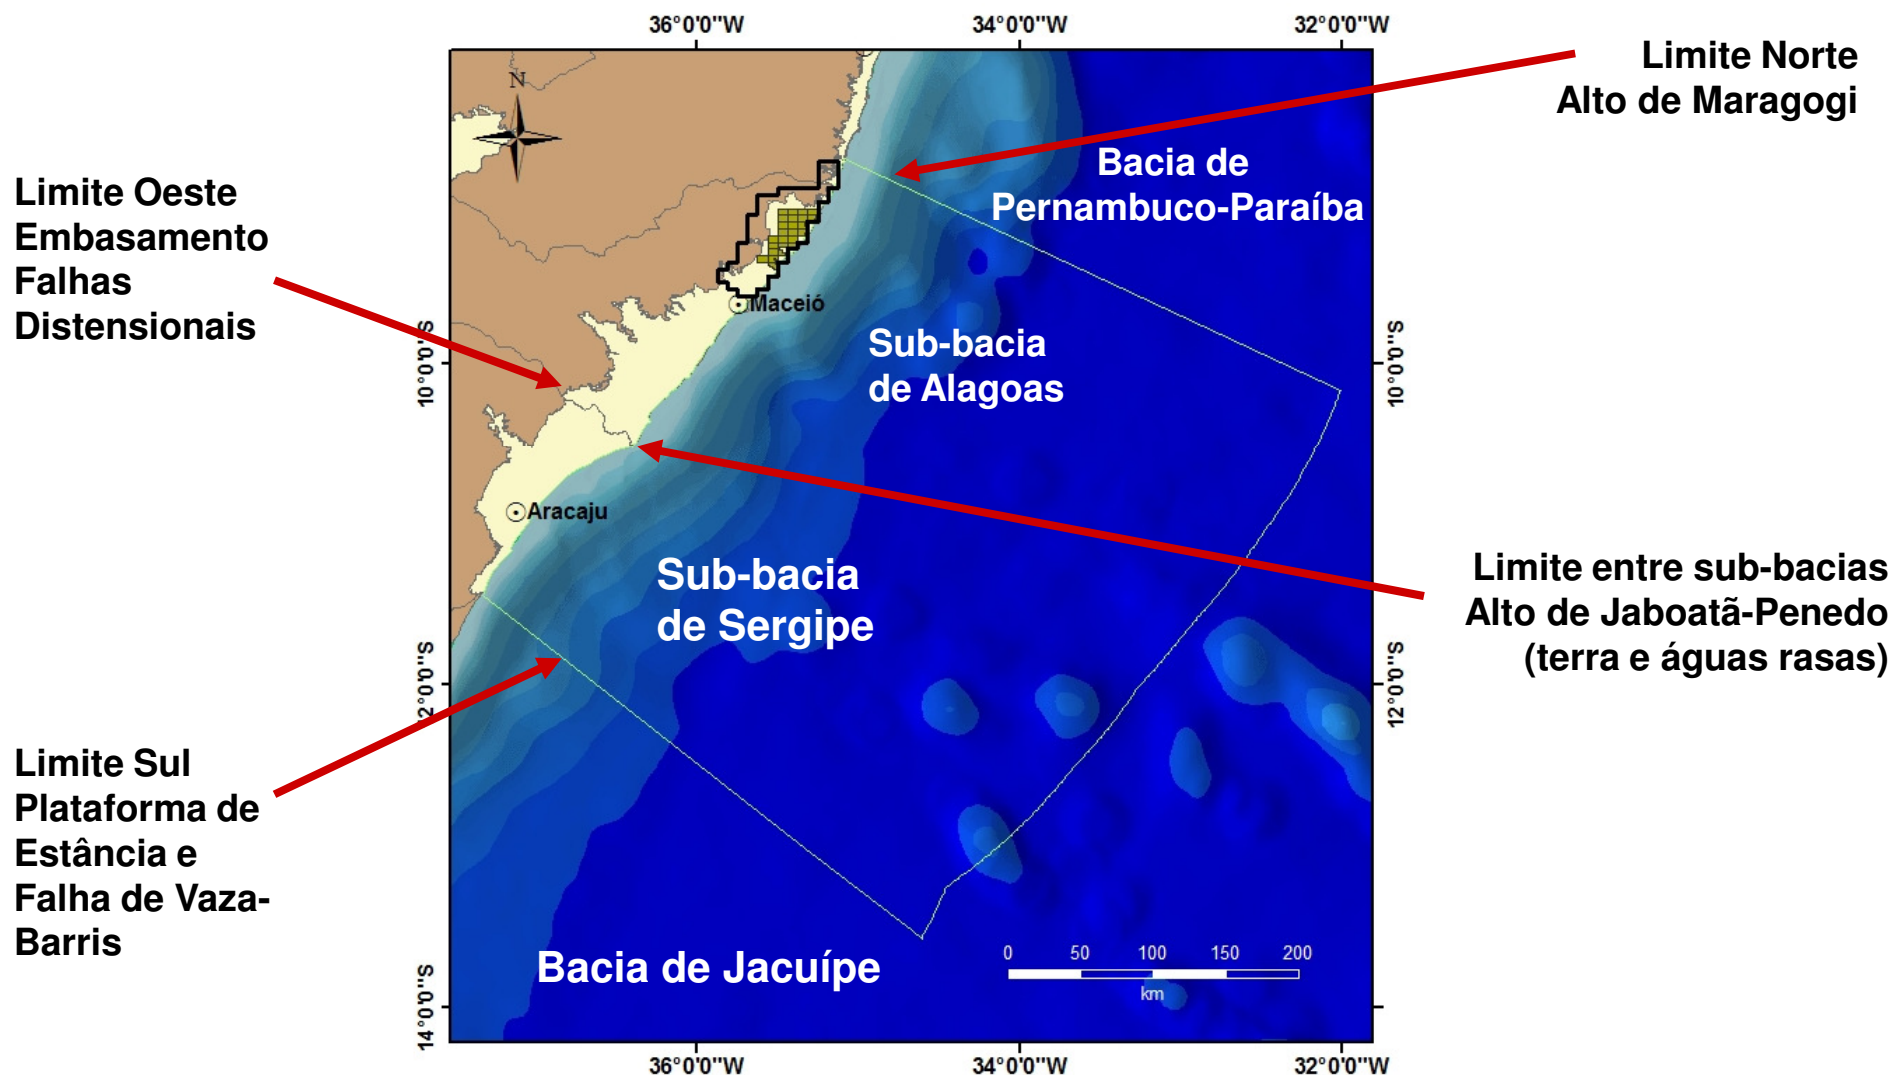 36°0'0"W
34°0'0"W
32°0'0"W
Limite Norte
Alto de Maragogi
N
Bacia de
Pernambuco-Paraíba
Limite Oeste
Embasamento
Falhas
Distensionais
Maceió
10°0'0"S
10°0'0"S
Sub-bacia
de Alagoas
Aracaju
Sub-bacia
de Sergipe
Limite entre sub-bacias
Alto de Jaboatã-Penedo
(terra e águas rasas)
12°0'0"S
12°0'0"S
Limite Sul
Plataforma de
Estância e
Falha de Vaza-
Barris
Bacia de Jacuípe
0 50 100 150 200
km
14°0'0"S
14°0'0"S
36°0'0"W
34°0'0"W
32°0'0"W